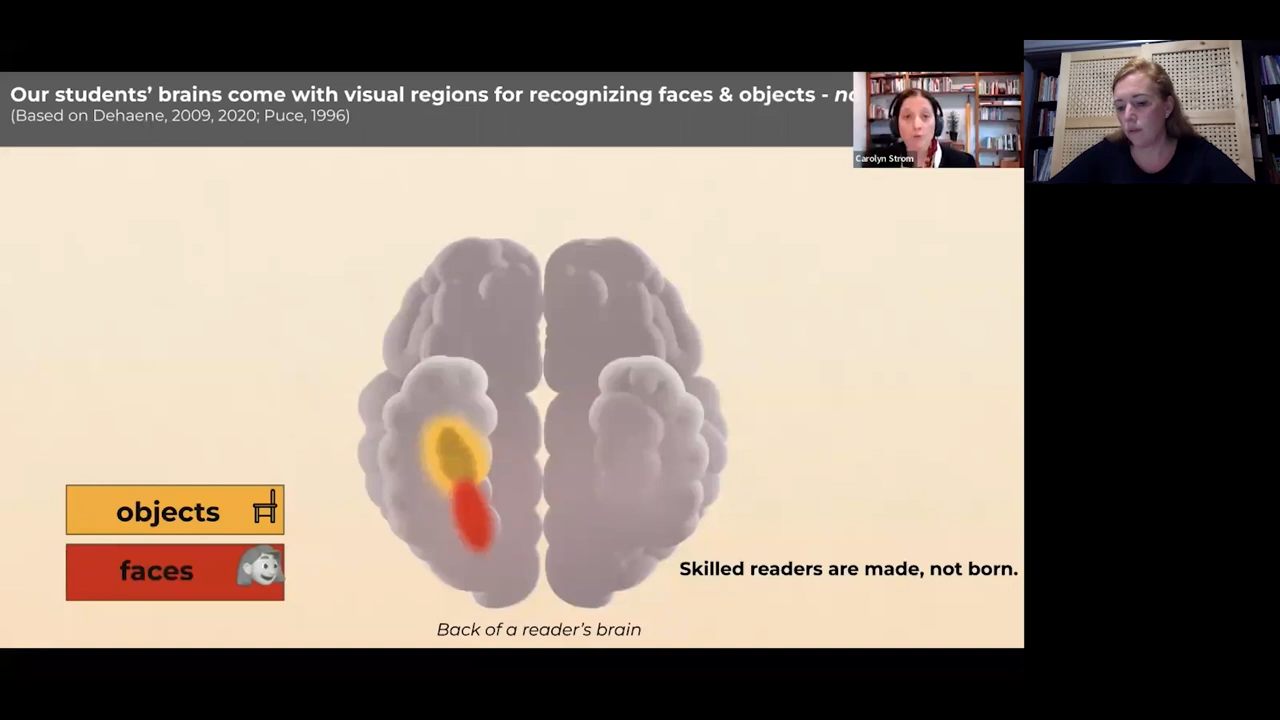 Our students’ brains come with visual regions for recognizing faces & objects -
(Based on Dehaene, 2009, 2020; Puce, 1996)
Carolyn Strom
objects
faces
Skilled readers are made, not born.
Back of a reader’s brain